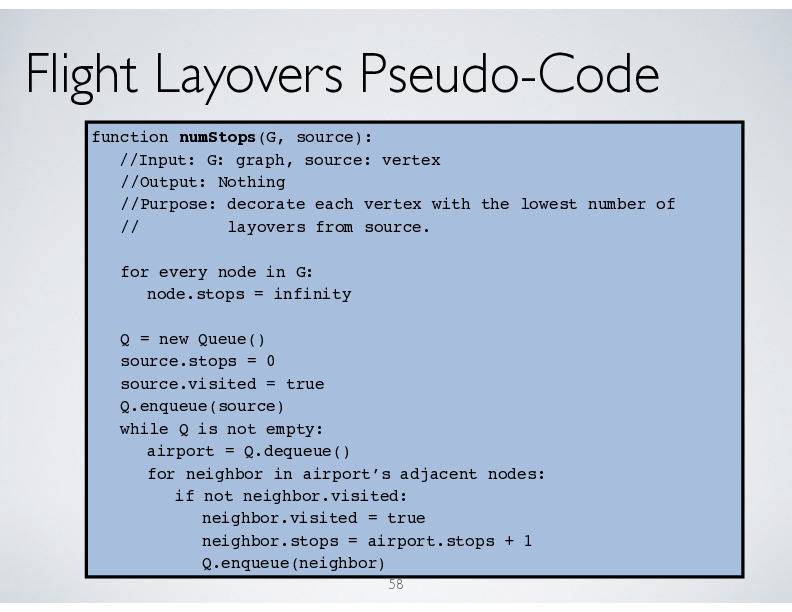 Flight Layovers Pseudo-Code
function numStops(G, source):
//Input: G: graph, source: vertex
//Output: Nothing
//Purpose: decorate each vertex with the lowest number of
// layovers from source.
for every node in G:
node.stops = infinity
Q = new Queue()
source.stops = 0
source.visited = true
Q.enqueue(source)
while Q is not empty:
airport = Q.dequeue()
for neighbor in airport’s adjacent nodes:
if not neighbor.visited:
neighbor.visited = true
neighbor.stops = airport.stops + 1
Q.enqueue(neighbor)
58